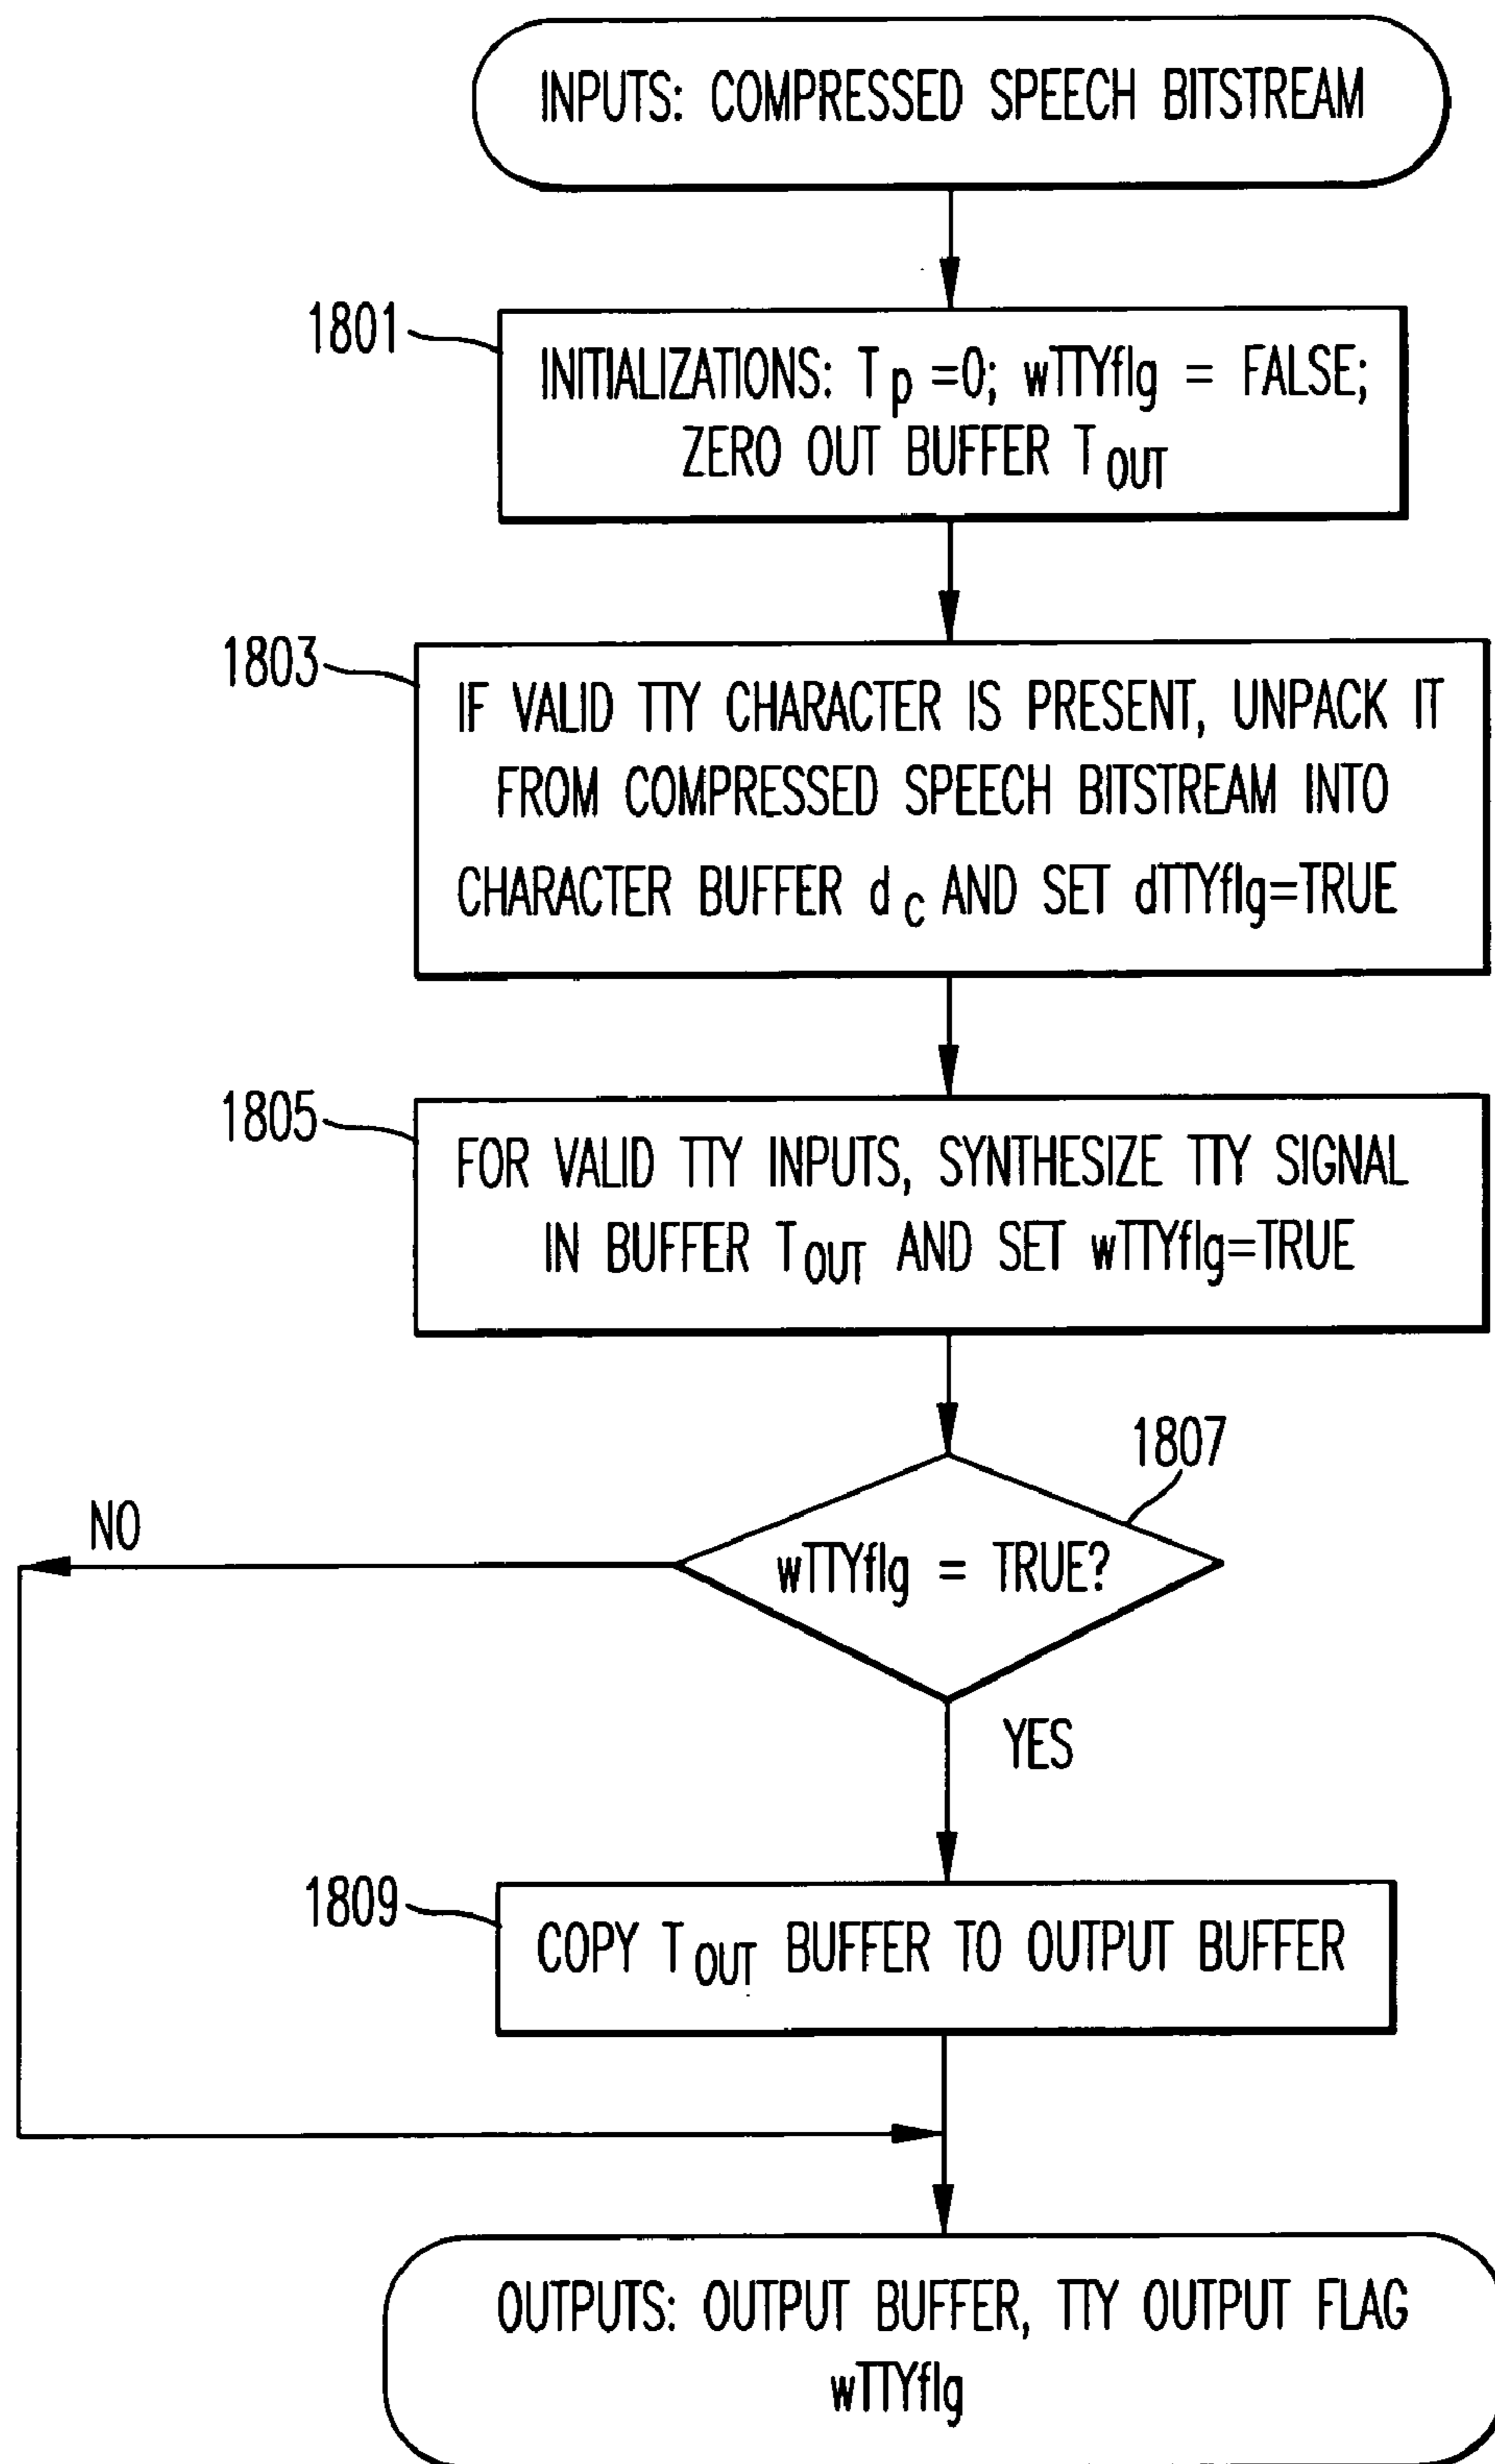 INPUTS: COMPRESSED SPEECH BITSTREAM
1801
INITIALIZATIONS: Tp =0; wTTYflg = FALSE;
ZERO OUT BUFFER TOUT
1803
IF VALID TTY CHARACTER IS PRESENT, UNPACK IT
FROM COMPRESSED SPEECH BITSTREAM INTO
CHARACTER BUFFER dc AND SET dTTYflg=TRUE
1805
FOR VALID TTY INPUTS, SYNTHESIZE TTY SIGNAL
IN BUFFER TOUT AND SET wTTYflg=TRUE
1807
NO
wTTYflg = TRUE?
YES
1809
COPY TOUT BUFFER TO OUTPUT BUFFER
OUTPUTS: OUTPUT BUFFER, TTY OUTPUT FLAG
wTTYflg